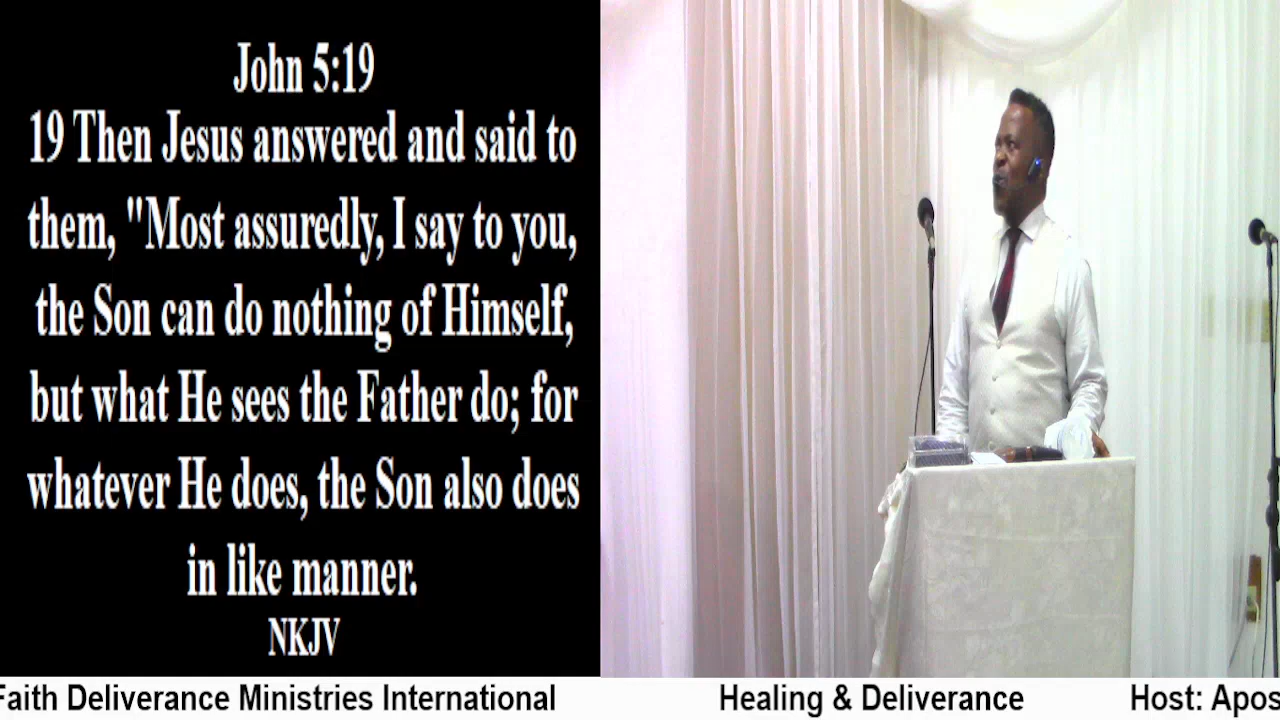 John 5:19
19 Then Jesus answered and said to
them, "Most assuredly, I say to you,
the Son can do nothing of Himself,
but what He sees the Father do; for
whatever He does, the Son also does
in like manner.
NKJV
Faith Deliverance Ministries International Healing & Deliverance Host: Apos